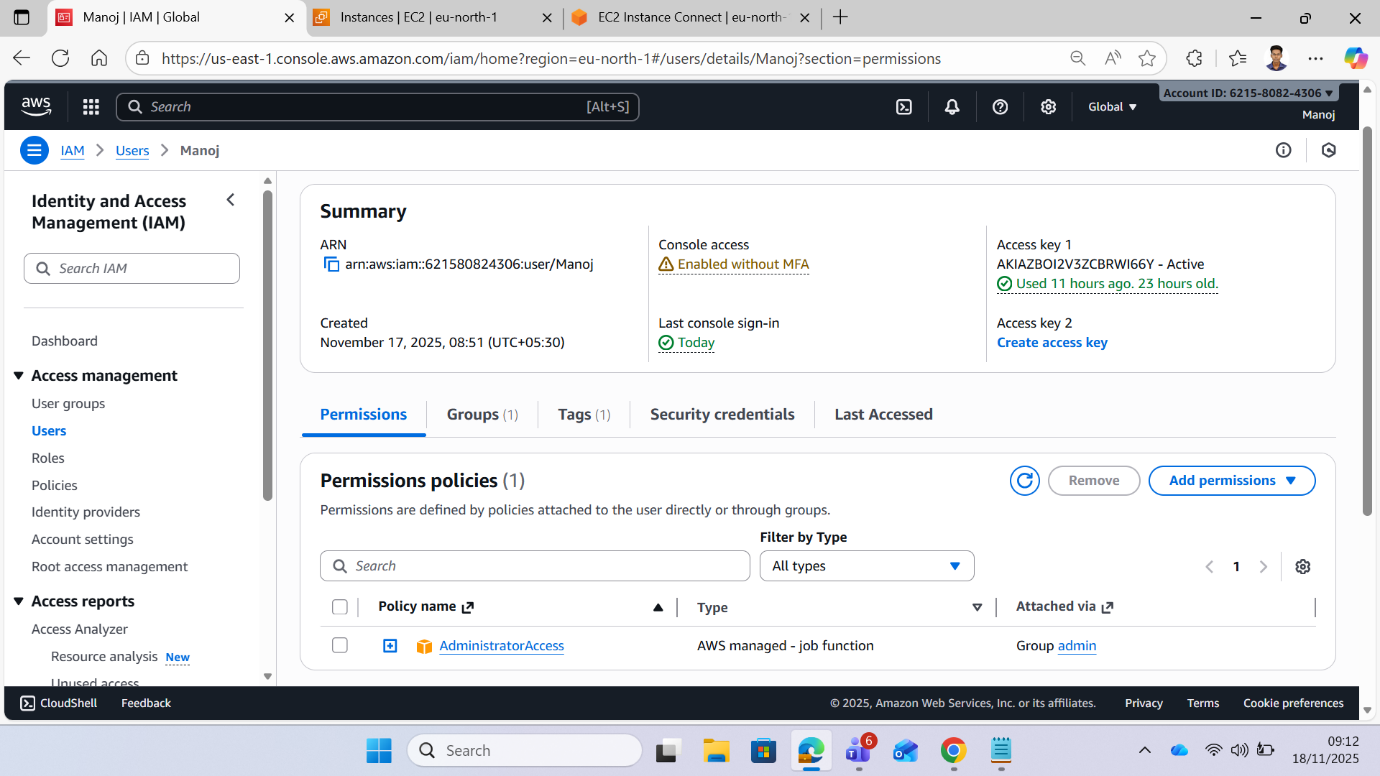 Manoj | IAM | Global
Instances | EC2 | eu-north-1
EC2 Instance Connect | eu-north-
https://us-east-1.console.aws.amazon.com/iam/home?region=eu-north-1#/users/details/Manoj?section=permissions
aws
Search
[Alt+S]
Global
Account ID: 6215-8082-4306
Manoj
IAM
Users
Manoj
Identity and Access
Management (IAM)
Search IAM
Dashboard
Access management
User groups
Users
Roles
Policies
Identity providers
Account settings
Root access management
Access reports
Access Analyzer
Resource analysis New
Unused access
Summary
ARN
arn:aws:iam::621580824306:user/Manoj
Created
November 17, 2025, 08:51 (UTC+05:30)
Console access
Enabled without MFA
Last console sign-in
Today
Access key 1
AKIAZBOI2V3ZCBRWI66Y - Active
Used 11 hours ago. 23 hours old.
Access key 2
Create access key
Permissions
Groups (1)
Tags (1)
Security credentials
Last Accessed
Permissions policies (1)
Remove
Add permissions
Permissions are defined by policies attached to the user directly or through groups.
Filter by Type
Search
All types
1
Policy name
Type
Attached via
AdministratorAccess
AWS managed - job function
Group admin
CloudShell
Feedback
© 2025, Amazon Web Services, Inc. or its affiliates.
Privacy
Terms
Cookie preferences
Search
6
09:12
18/11/2025